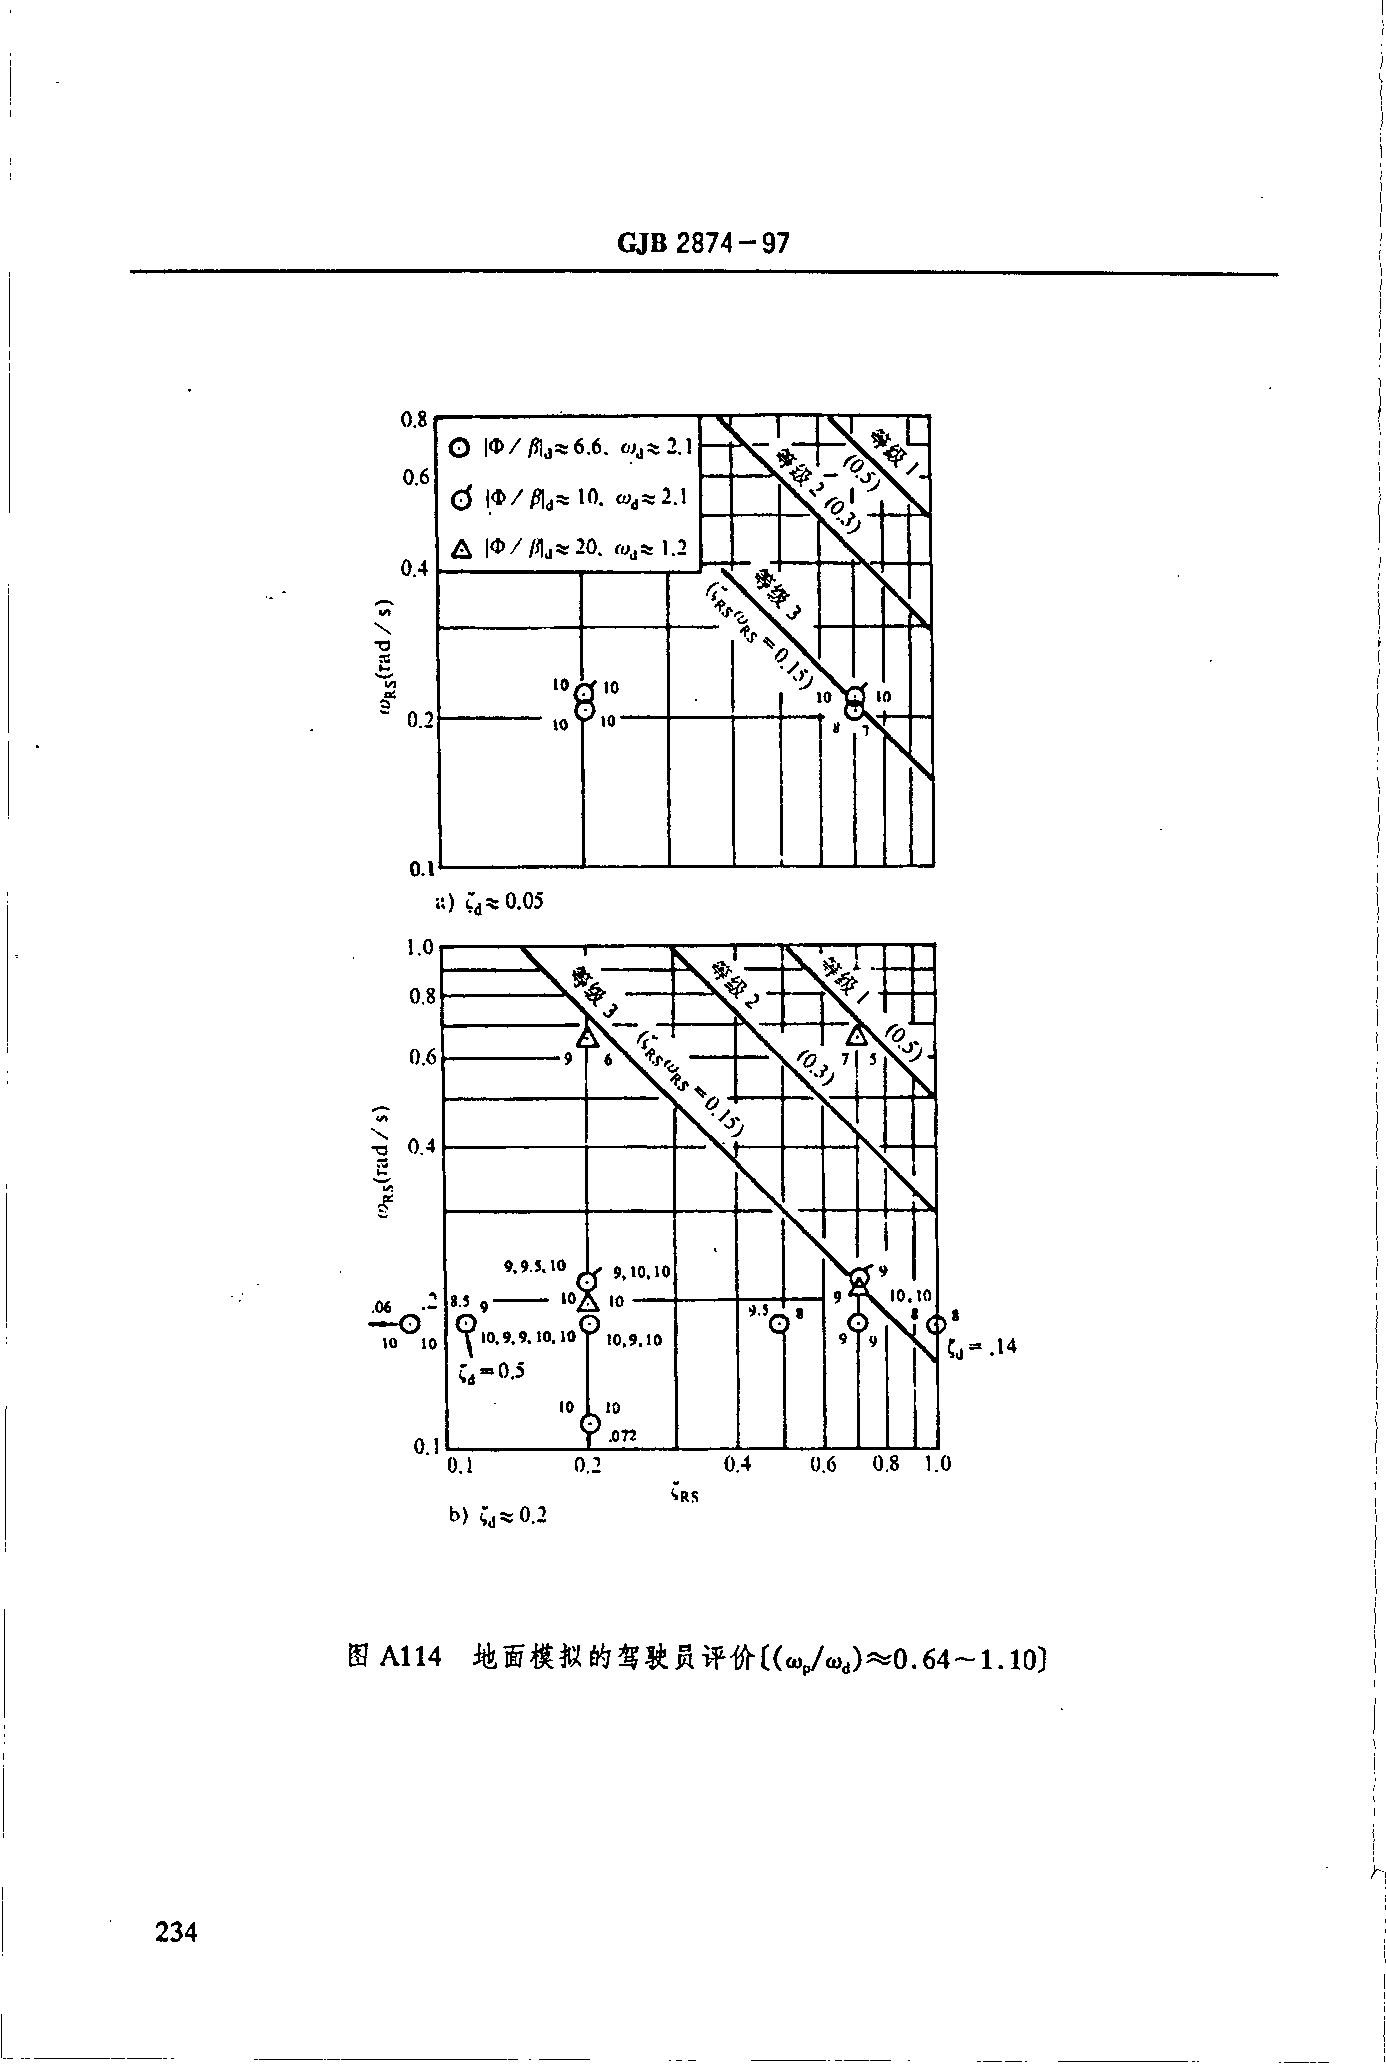 GJB 2874-97
0.8
⊙ |Φ/β|d≈6.6, ωd≈2.1
|Φ/β|d≈10, ωd≈2.1
|Φ/β|d≈20, ωd≈1.2
等级1
(0.5)
等级2 (0.3)
0.6
0.4
等级3
(ζRSωRS=0.15)
ωRS(rad/s)
10 10
10 10
10 10
8 7
0.2
0.1
a) ζd≈0.05
1.0
0.8
0.6
0.4
等级3 (ζRSωRS=0.15)
等级2 (0.3)
等级1 (0.5)
9 6
7 5
ωRS(rad/s)
9,9.5,10 9,10,10
9
10 10
9 10,10
.06
.2
8.5 9
9.5 8
8 8
10 10
10,9,9,10,10 10,9,10
9 9
ζd=.14
ζd=0.5
10 10
.072
0.1
0.1 0.2 0.4 0.6 0.8 1.0
ζRS
b) ζd≈0.2
图 A114 地面模拟的驾驶员评价〔(ωp/ωd)≈0.64~1.10〕
234